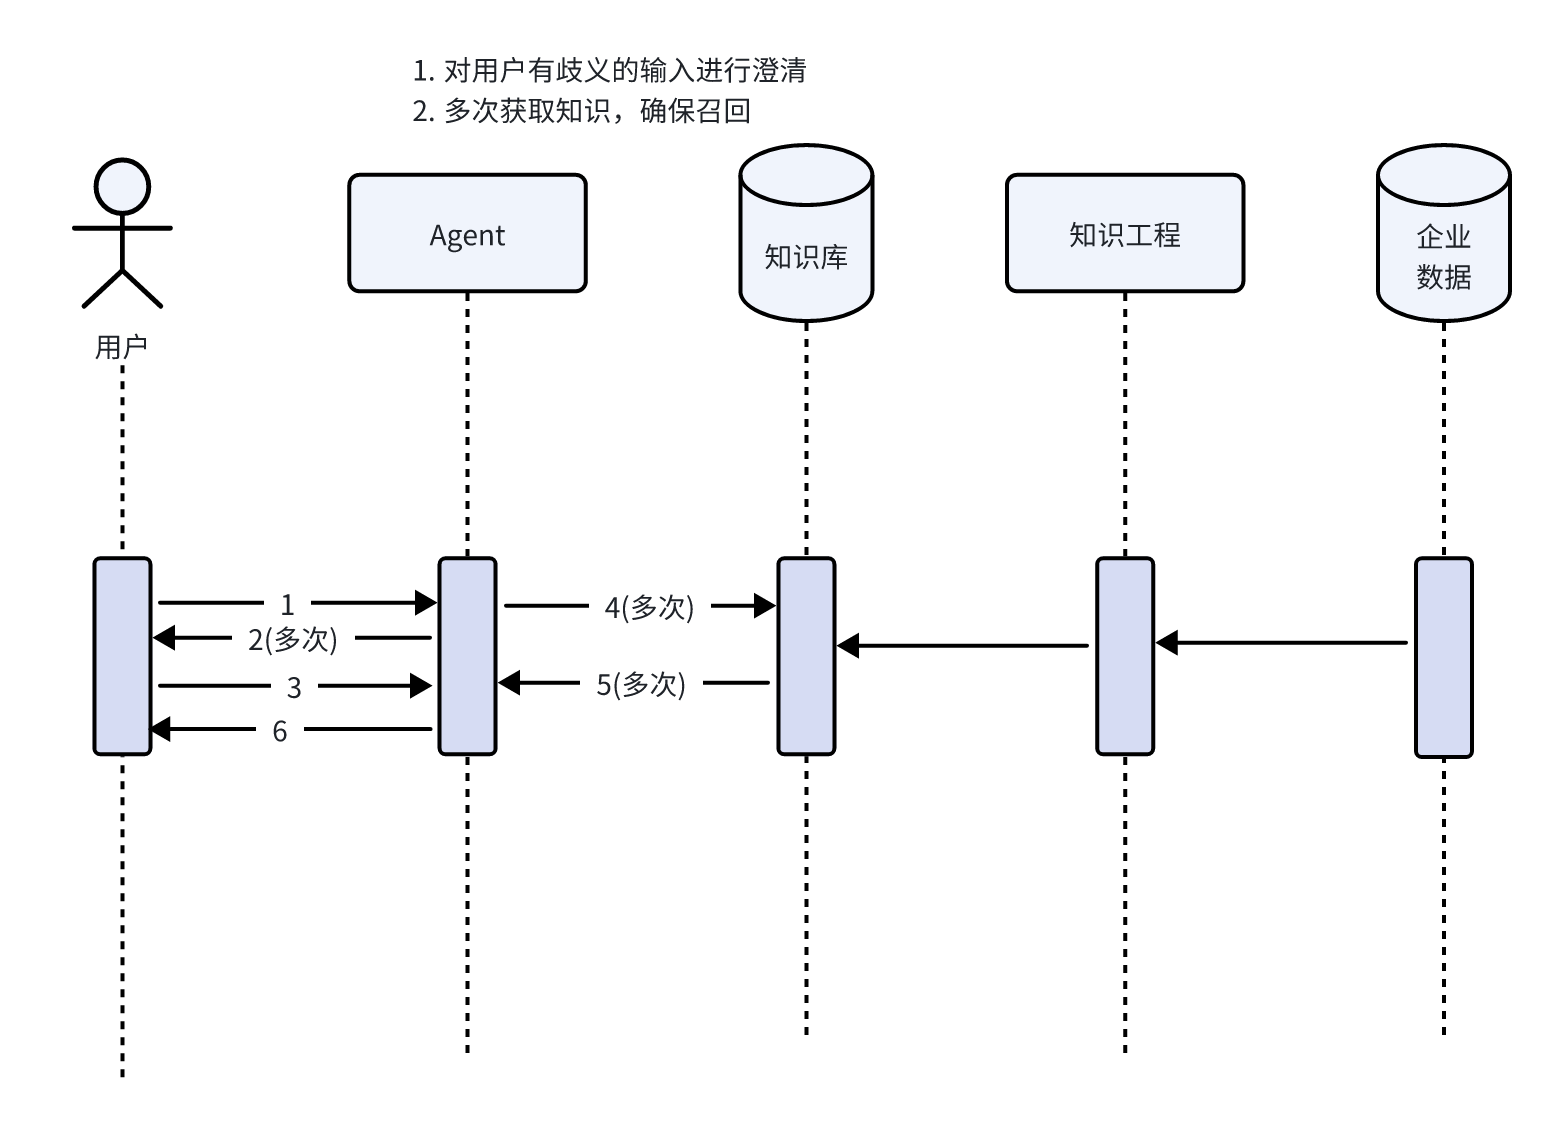 1. 对用户有歧义的输入进行澄清
2. 多次获取知识，确保召回
用户
Agent
知识库
知识工程
企业
数据
1
2(多次)
3
6
4(多次)
5(多次)